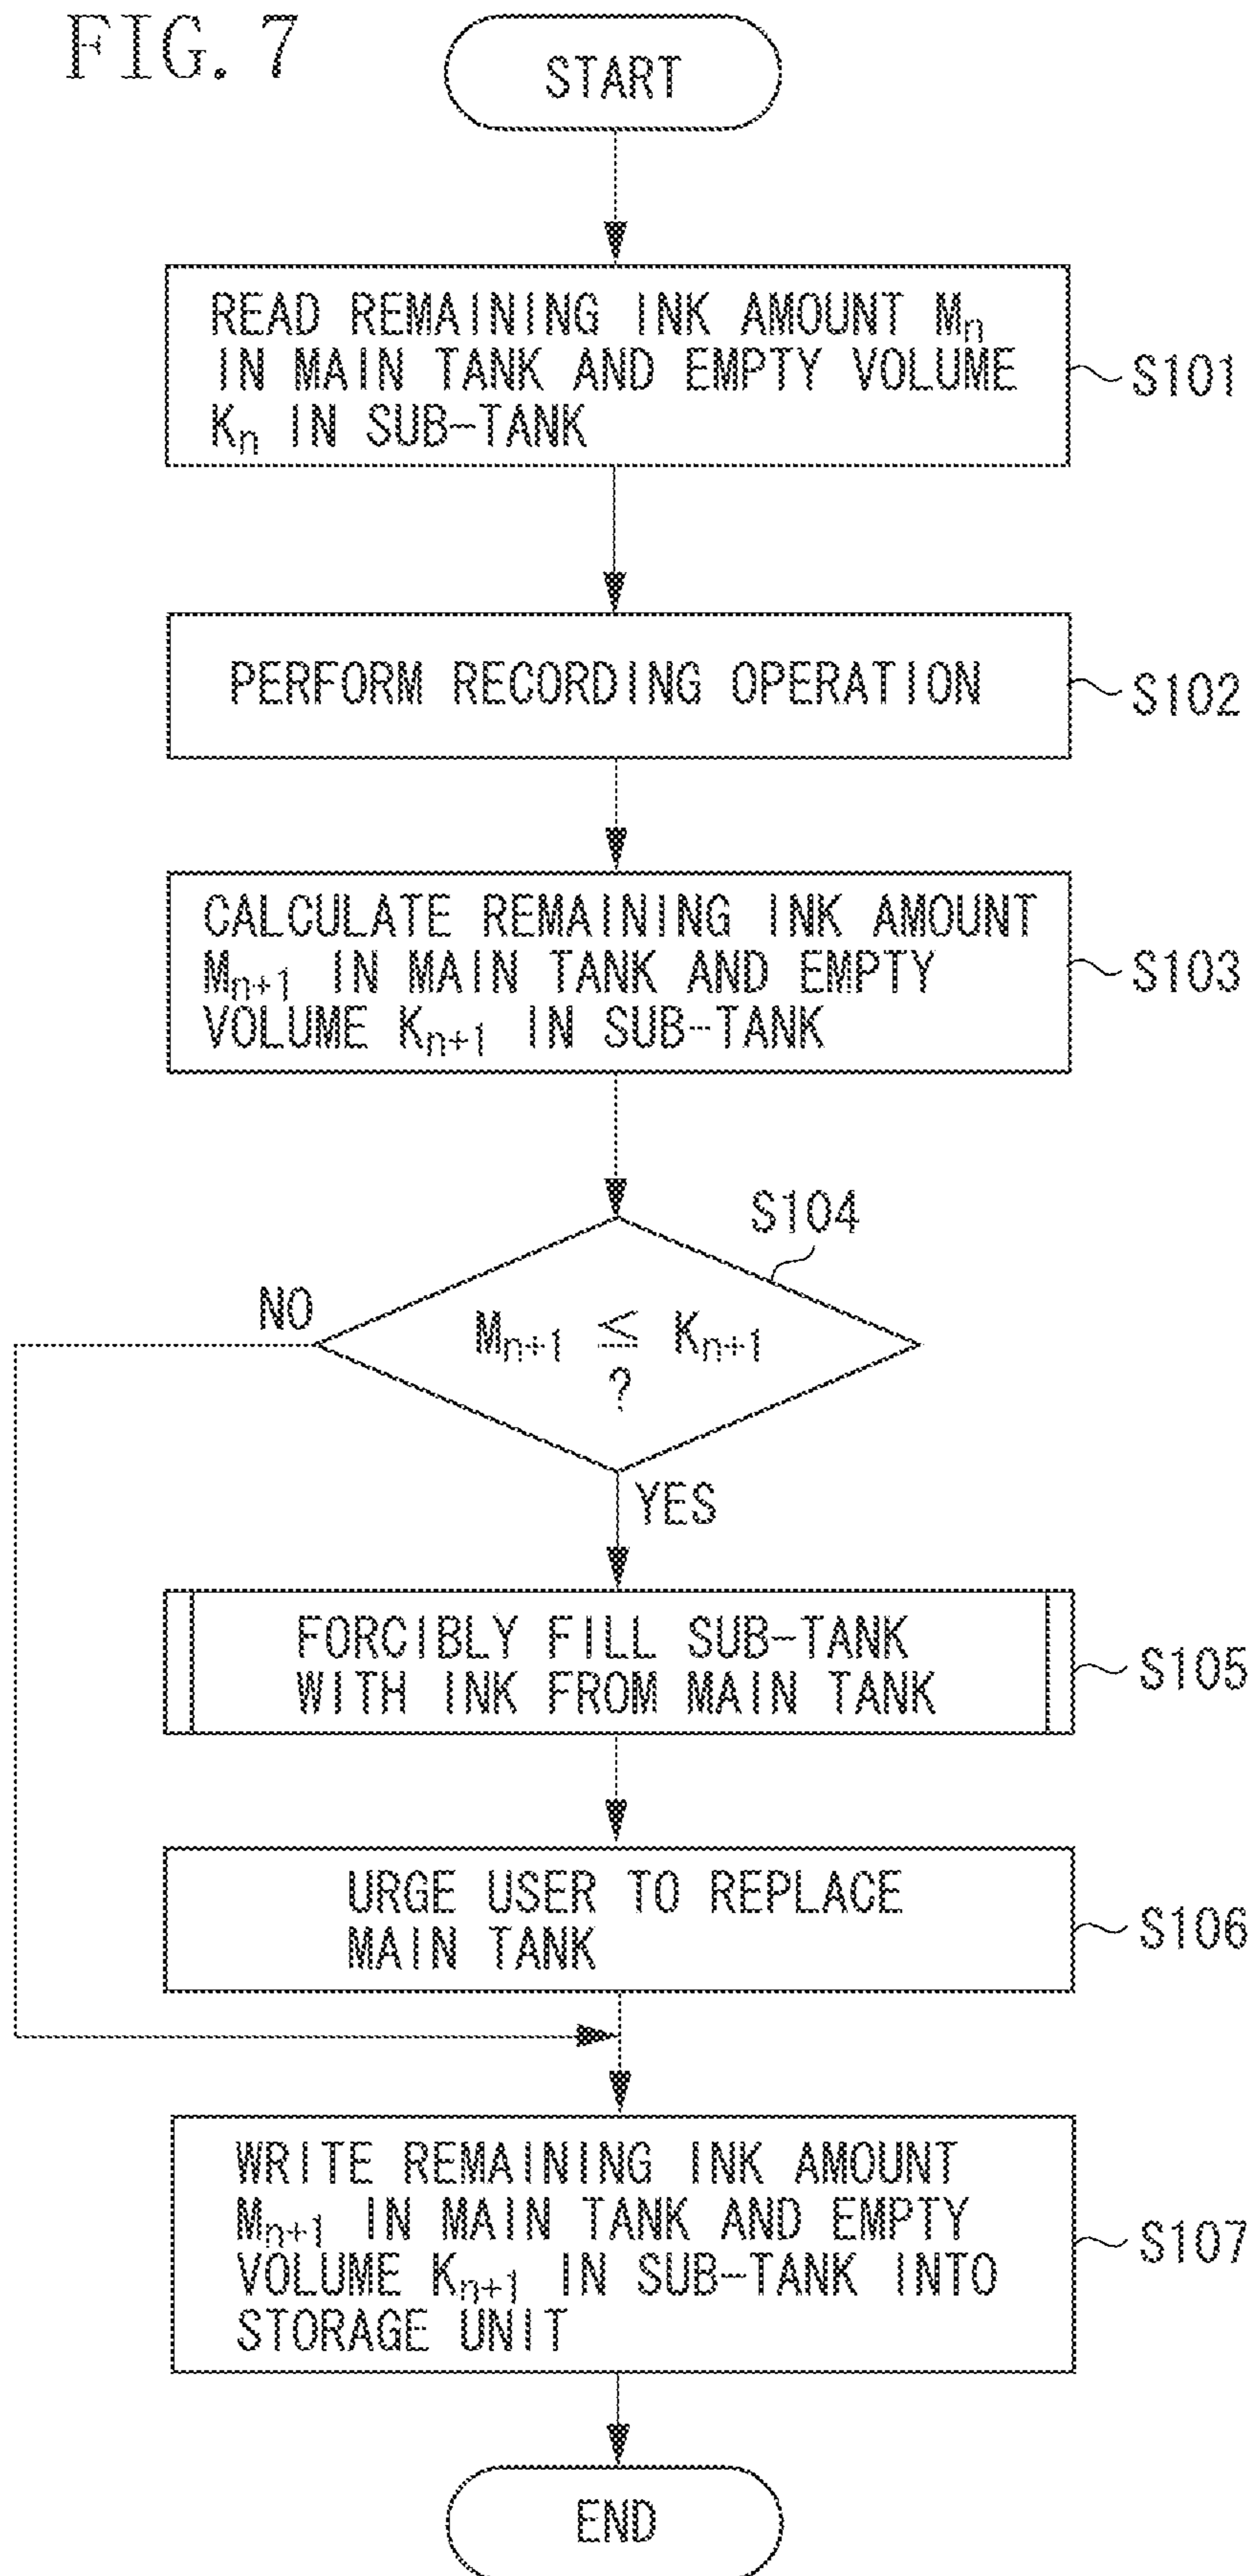 FIG. 7
START
READ REMAINING INK AMOUNT Mn
IN MAIN TANK AND EMPTY VOLUME
Kn IN SUB-TANK
S101
PERFORM RECORDING OPERATION
S102
CALCULATE REMAINING INK AMOUNT
Mn+1 IN MAIN TANK AND EMPTY
VOLUME Kn+1 IN SUB-TANK
S103
S104
NO
Mn+1 ≦ Kn+1
?
YES
FORCIBLY FILL SUB-TANK
WITH INK FROM MAIN TANK
S105
URGE USER TO REPLACE
MAIN TANK
S106
WRITE REMAINING INK AMOUNT
Mn+1 IN MAIN TANK AND EMPTY
VOLUME Kn+1 IN SUB-TANK INTO
STORAGE UNIT
S107
END